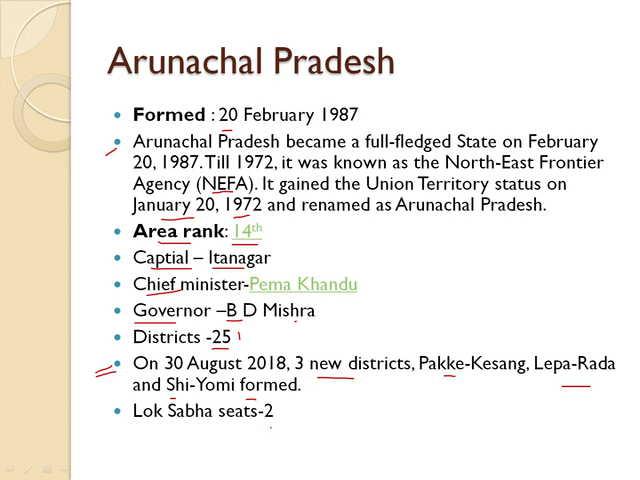 Arunachal Pradesh
Formed : 20 February 1987
Arunachal Pradesh became a full-fledged State on February
20, 1987. Till 1972, it was known as the North-East Frontier
Agency (NEFA). It gained the Union Territory status on
January 20, 1972 and renamed as Arunachal Pradesh.
Area rank: 14th
Captial – Itanagar
Chief minister-Pema Khandu
Governor –B D Mishra
Districts -25
On 30 August 2018, 3 new districts, Pakke-Kesang, Lepa-Rada
and Shi-Yomi formed.
Lok Sabha seats-2